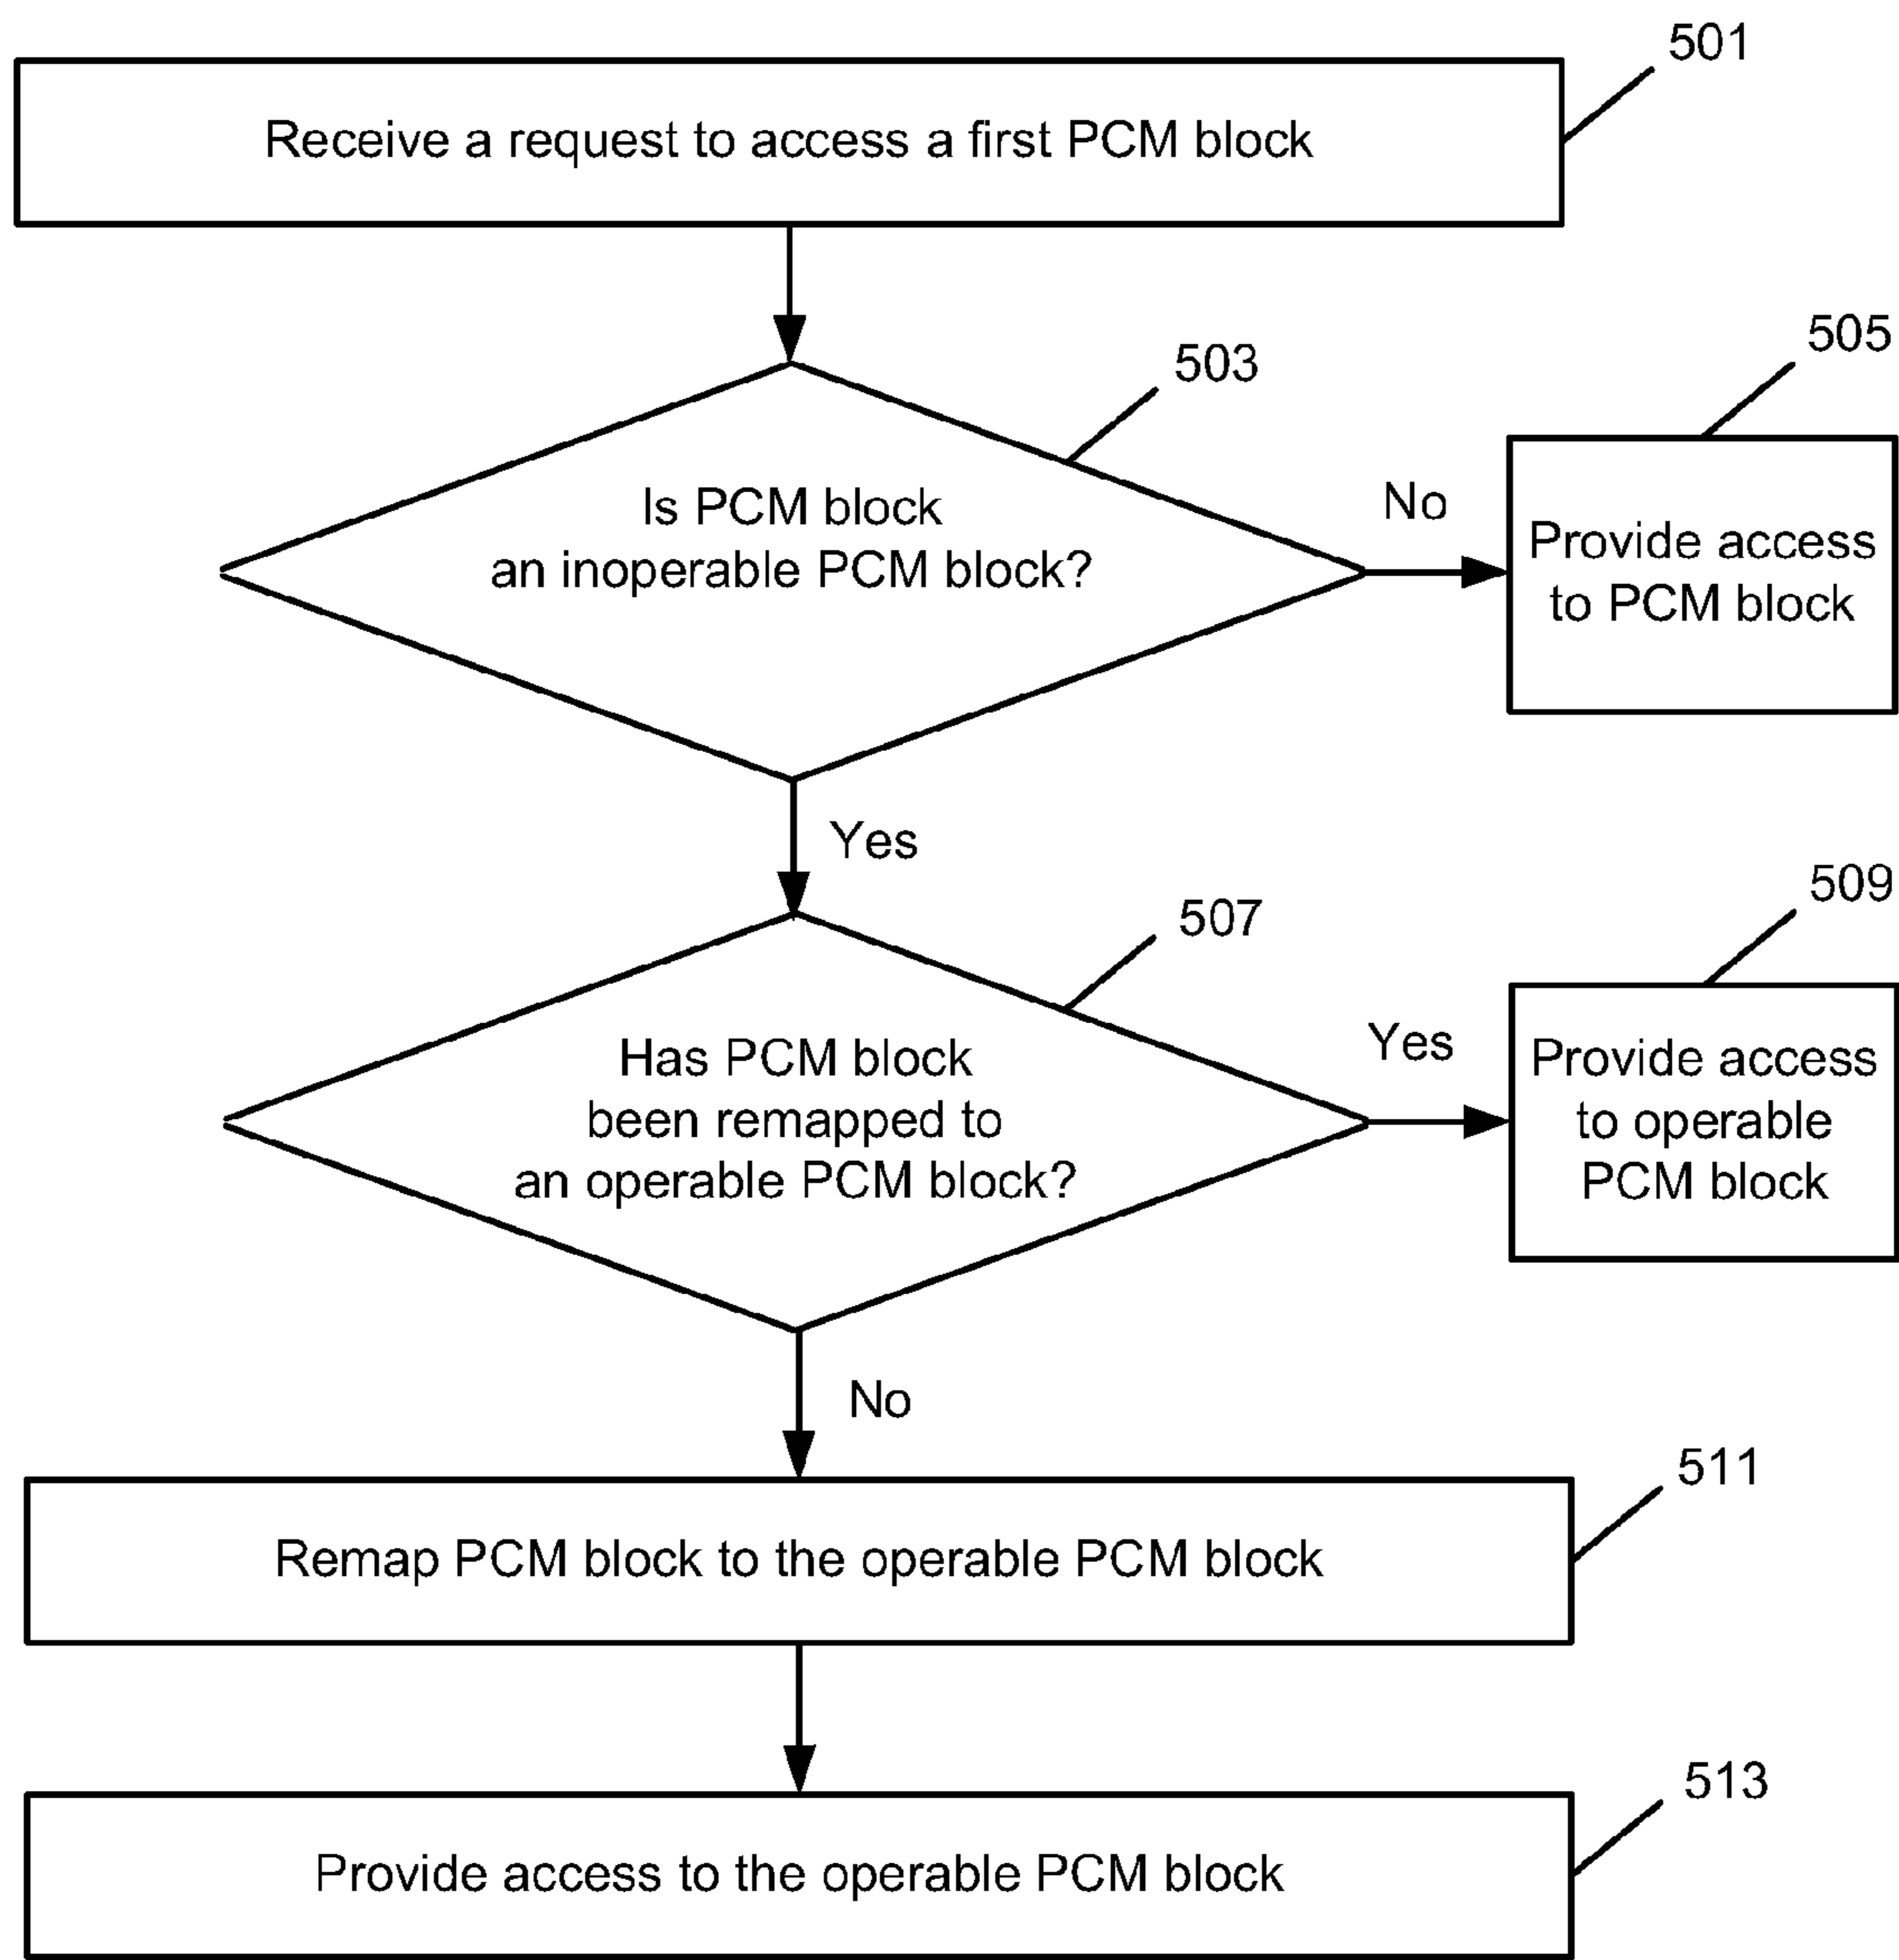 501
Receive a request to access a first PCM block
503
Is PCM block
an inoperable PCM block?
No
505
Provide access
to PCM block
Yes
507
Has PCM block
been remapped to
an operable PCM block?
Yes
509
Provide access
to operable
PCM block
No
511
Remap PCM block to the operable PCM block
513
Provide access to the operable PCM block